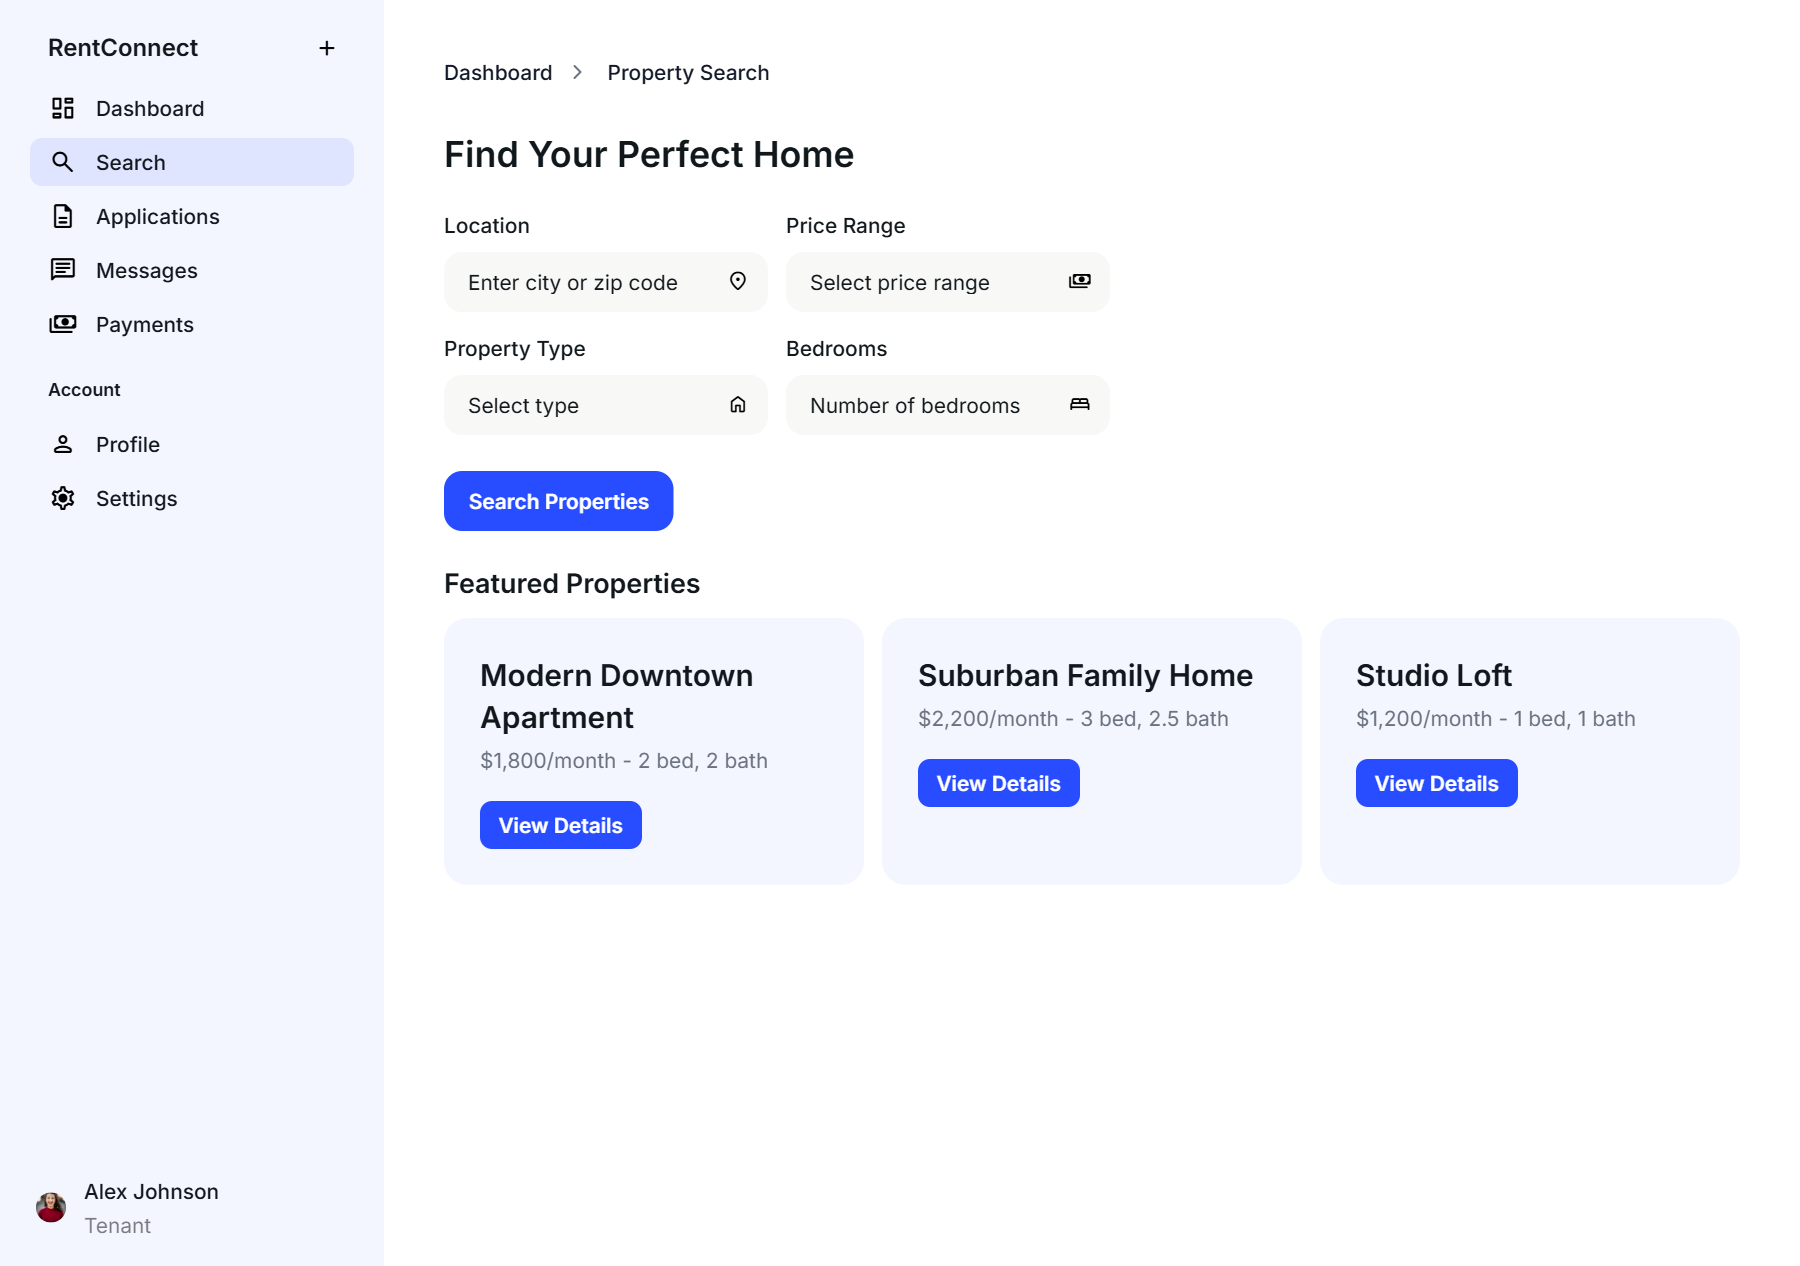 RentConnect
Dashboard
Search
Applications
Messages
Payments
Account
Profile
Settings
Alex Johnson
Tenant
Dashboard
Property Search
Find Your Perfect Home
Location
Enter city or zip code
Price Range
Select price range
Property Type
Select type
Bedrooms
Number of bedrooms
Search Properties
Featured Properties
Modern Downtown
Apartment
$1,800/month - 2 bed, 2 bath
View Details
Suburban Family Home
$2,200/month - 3 bed, 2.5 bath
View Details
Studio Loft
$1,200/month - 1 bed, 1 bath
View Details